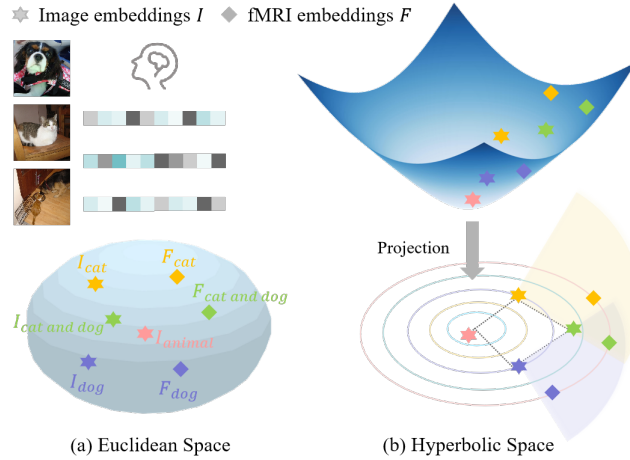 Image embeddings I
fMRI embeddings F
I_cat
F_cat
F_cat and dog
I_cat and dog
I_animal
I_dog
F_dog
Projection
(a) Euclidean Space
(b) Hyperbolic Space